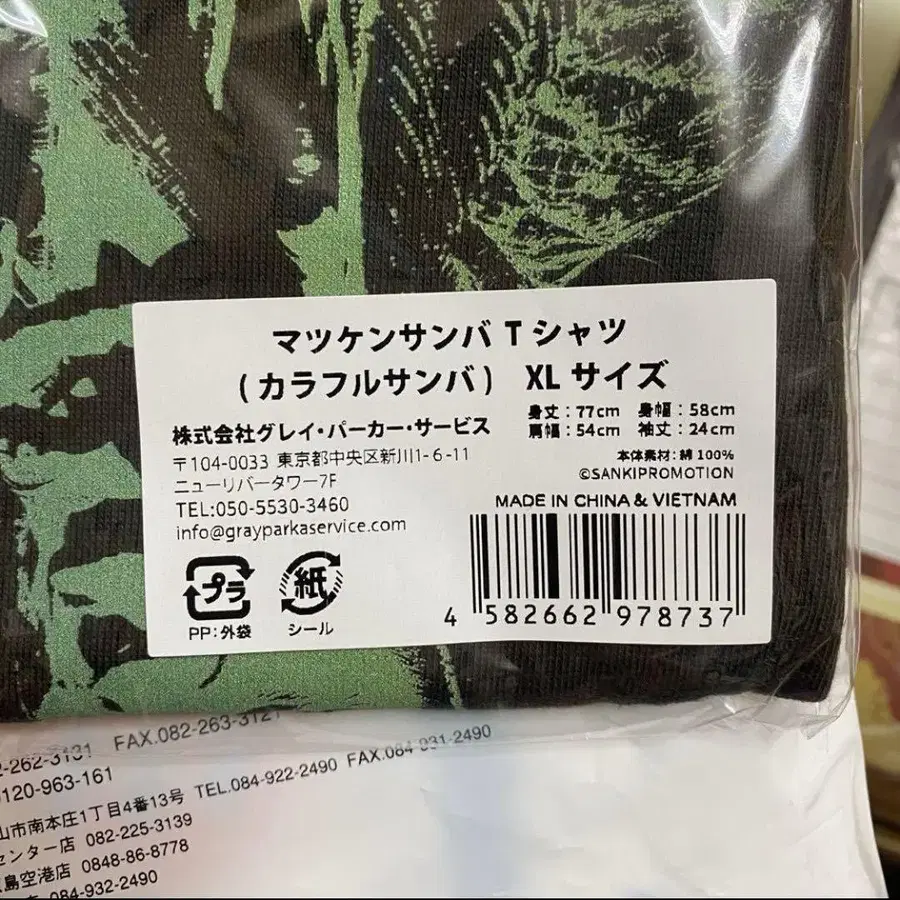 マツケンサンバ Tシャツ
(カラフルサンバ) XL サイズ
株式会社グレイ・パーカー・サービス
〒104-0033 東京都中央区新川1-6-11
ニューリバータワー7F
TEL:050-5530-3460
info@grayparkaservice.com
身丈:77cm 身幅:58cm
肩幅:54cm 袖丈:24cm
本体素材:綿 100%
©SANKIPROMOTION
MADE IN CHINA & VIETNAM
プラ
PP:外袋
紙
シール
4 582662 978737
2-262-3131 FAX.082-263-3121
0120-963-161
山市南本庄1丁目4番13号 TEL.084-922-2490 FAX.084-931-2490
センター店 082-225-3139
島空港店 0848-86-8778
084-932-2490